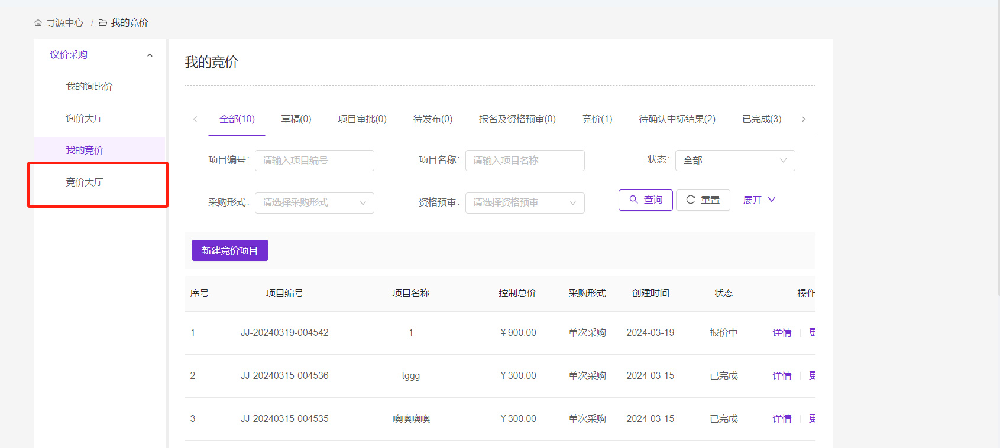 寻源中心 / 我的竞价
议价采购
我的询比价
询价大厅
我的竞价
竞价大厅
我的竞价
全部(10) 草稿(0) 项目审批(0) 待发布(0) 报名及资格预审(0) 竞价(1) 待确认中标结果(2) 已完成(3)
项目编号: 请输入项目编号 项目名称: 请输入项目名称 状态: 全部
采购形式: 请选择采购形式 资格预审: 请选择资格预审 查询 重置 展开
新建竞价项目
序号 项目编号 项目名称 控制总价 采购形式 创建时间 状态 操作
1 JJ-20240319-004542 1 ¥900.00 单次采购 2024-03-19 报价中 详情
2 JJ-20240315-004536 tggg ¥300.00 单次采购 2024-03-15 已完成 详情
3 JJ-20240315-004535 噢噢噢噢 ¥300.00 单次采购 2024-03-15 已完成 详情